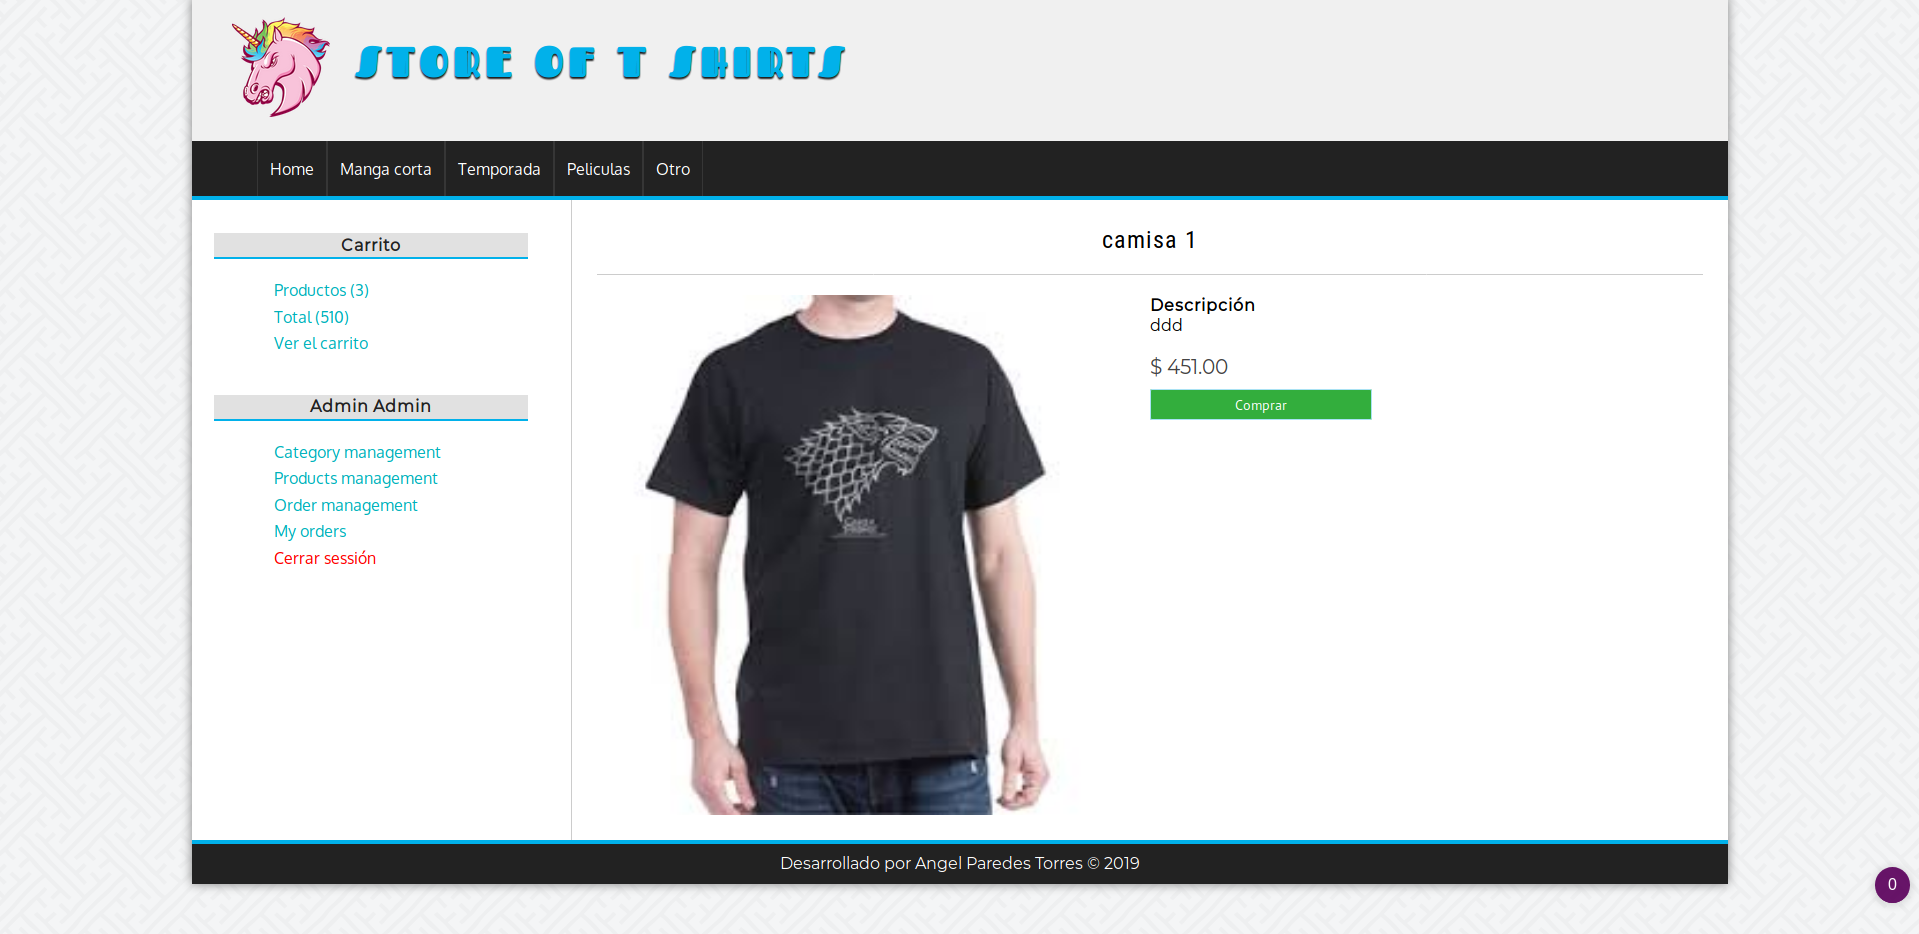 STORE OF T SHIRTS
Home
Manga corta
Temporada
Peliculas
Otro
Carrito
Productos (3)
Total (510)
Ver el carrito
Admin Admin
Category management
Products management
Order management
My orders
Cerrar sessión
camisa 1
Descripción
ddd
$ 451.00
Comprar
Desarrollado por Angel Paredes Torres © 2019
0